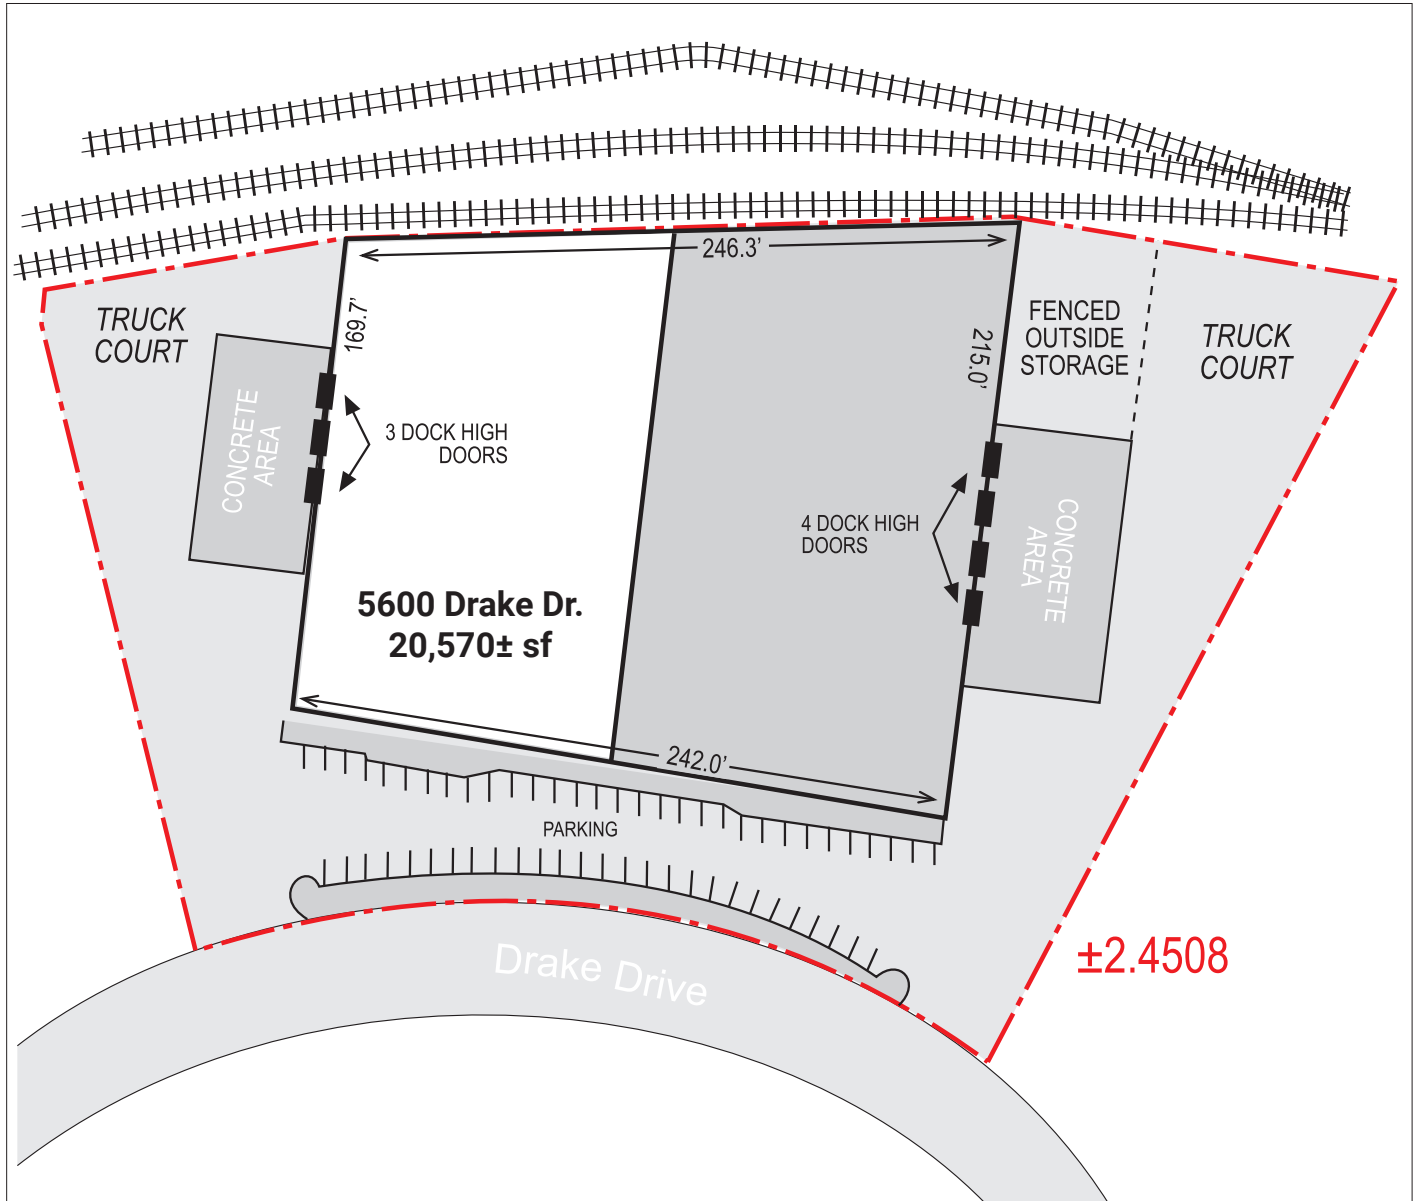 246.3’
TRUCK
COURT
169.7’
215.0’
FENCED
OUTSIDE
STORAGE
TRUCK
COURT
CONCRETE
AREA
3 DOCK HIGH
DOORS
4 DOCK HIGH
DOORS
CONCRETE
AREA
5600 Drake Dr.
20,570± sf
242.0’
PARKING
Drake Drive
±2.4508